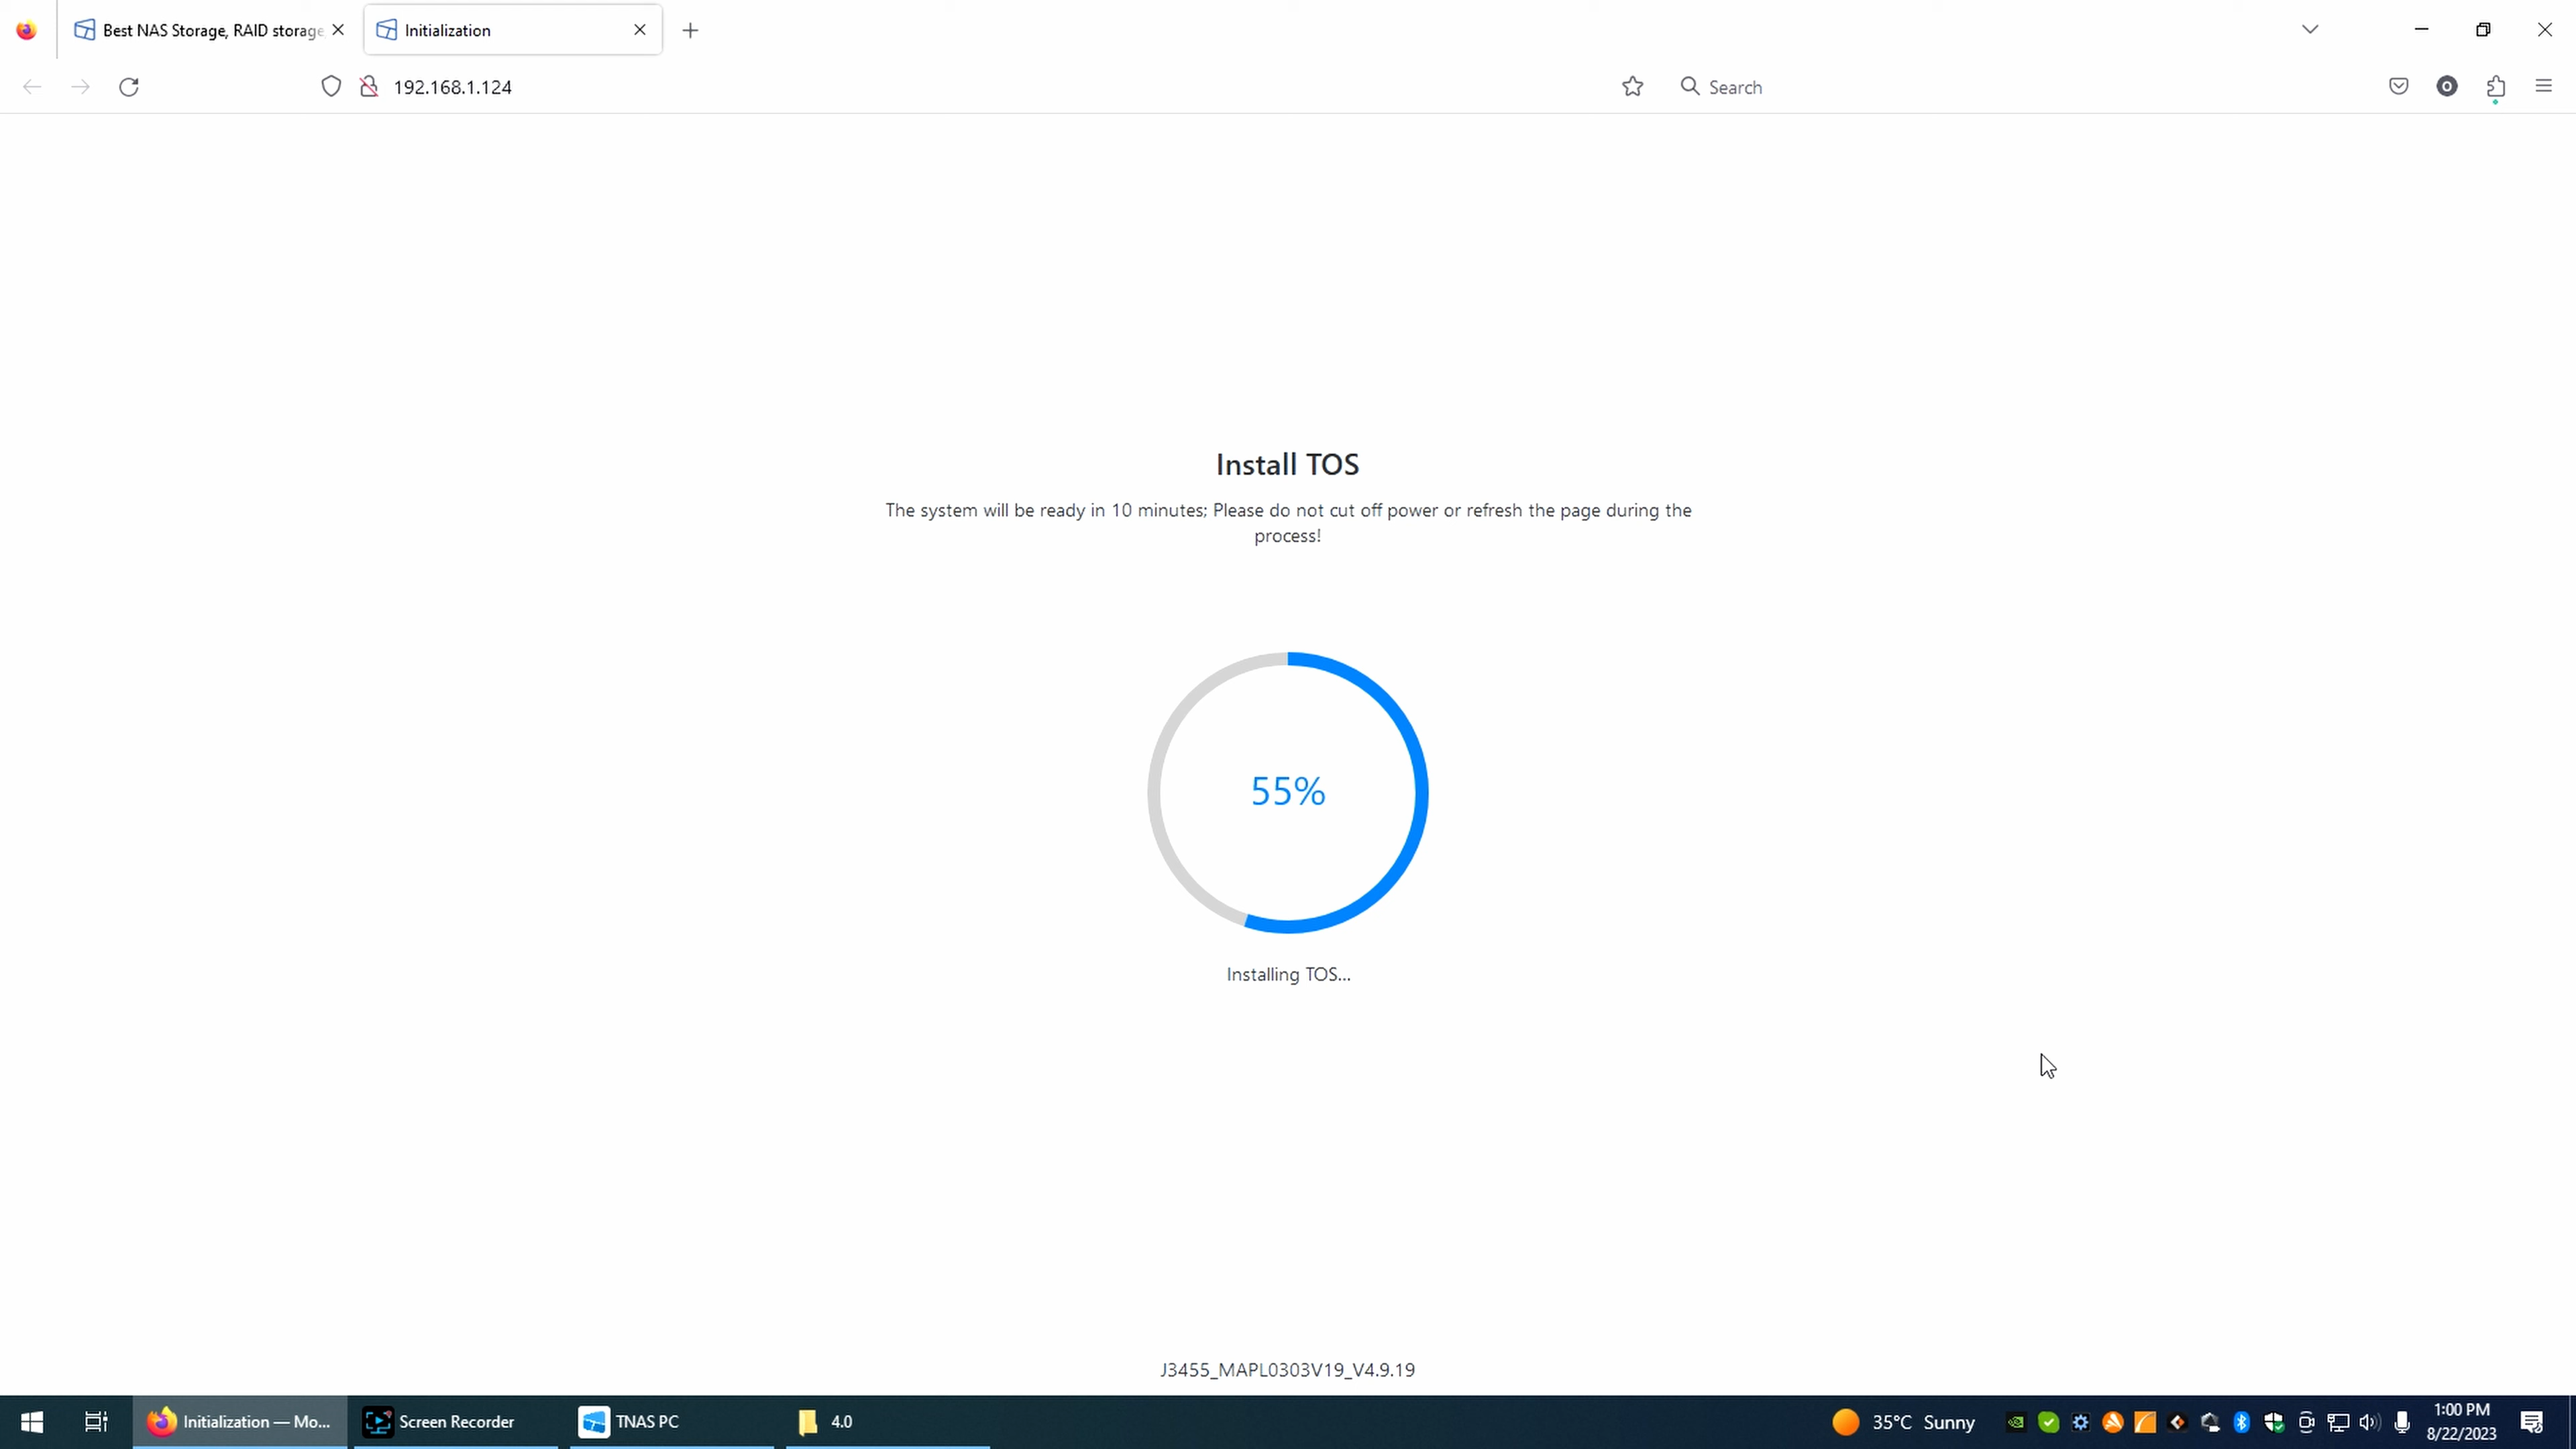 Best NAS Storage, RAID storage
Initialization
192.168.1.124
Search
Install TOS
The system will be ready in 10 minutes; Please do not cut off power or refresh the page during the
process!
55%
Installing TOS...
J3455_MAPL0303V19_V4.9.19
Initialization — Mo...
Screen Recorder
TNAS PC
4.0
35°C Sunny
1:00 PM
8/22/2023